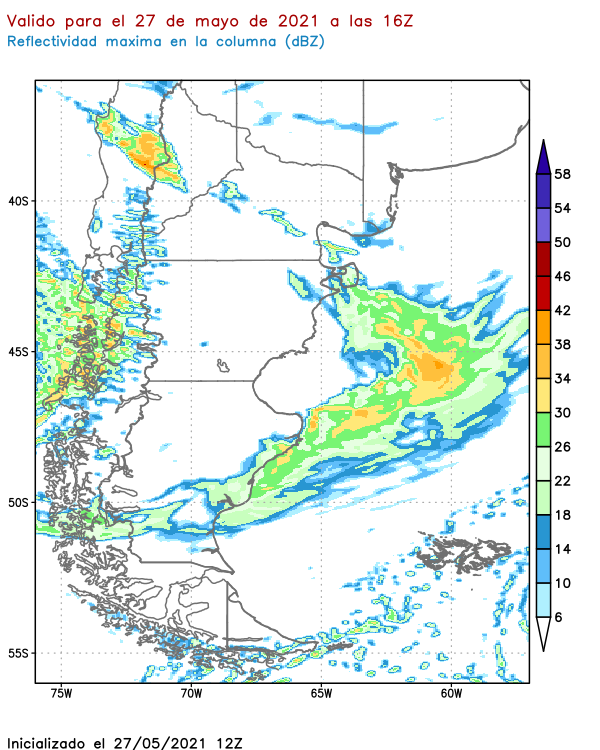 Valido para el 27 de mayo de 2021 a las 16Z
Reflectividad maxima en la columna (dBZ)
58
54
50
46
42
38
34
30
26
22
18
14
10
6
40S
45S
50S
55S
75W 70W 65W 60W
Inicializado el 27/05/2021 12Z